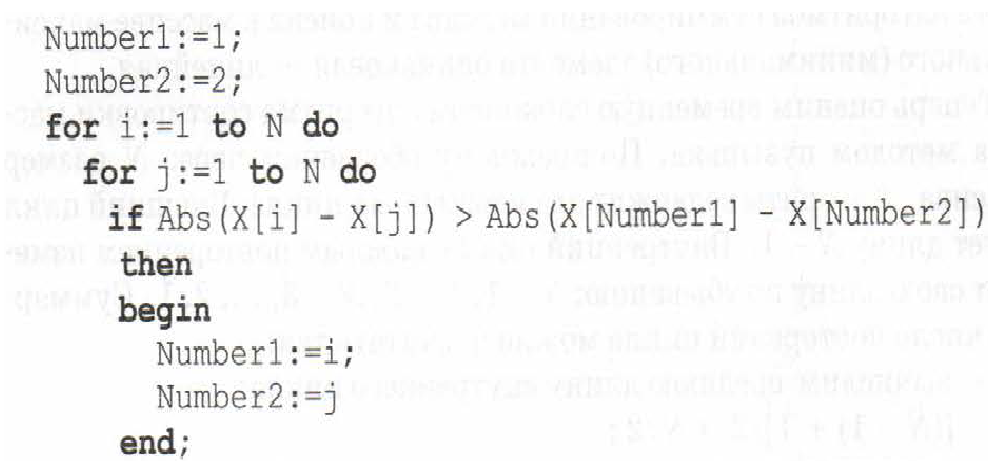 Number1:=1;
Number2:=2;
for i:=1 to N do
for j:=1 to N do
if Abs(X[i] - X[j]) > Abs(X[Number1] - X[Number2])
then
begin
Number1:=i;
Number2:=j
end;